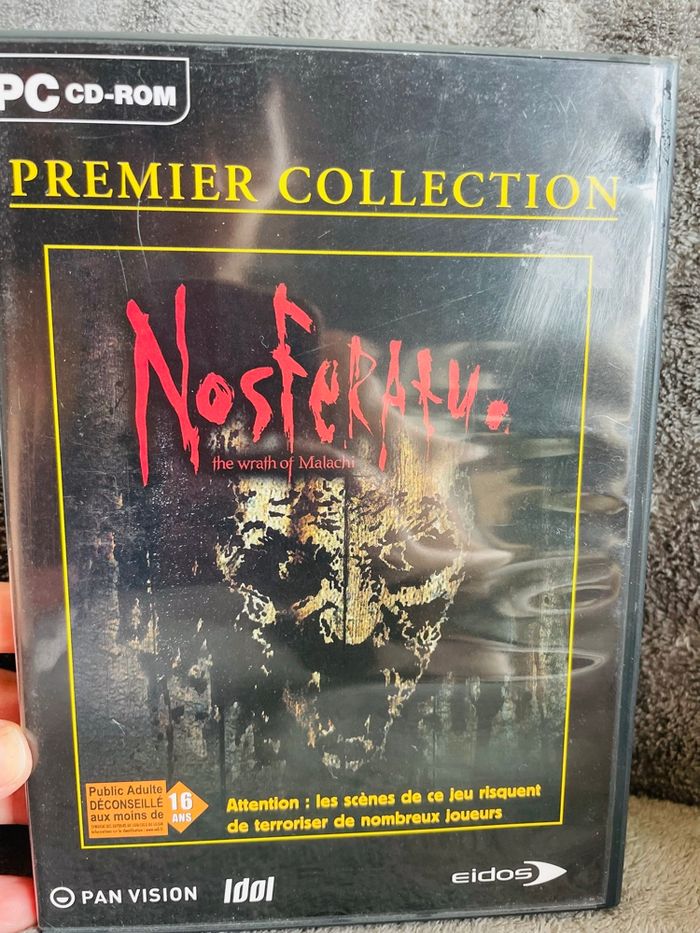 PC CD-ROM
PREMIER COLLECTION
NosFeRAtu.
the wrath of Malachi
Public Adulte
DÉCONSEILLÉ
aux moins de
16
ANS
Attention : les scènes de ce jeu risquent
de terroriser de nombreux joueurs
PAN VISION
Idol
eidos